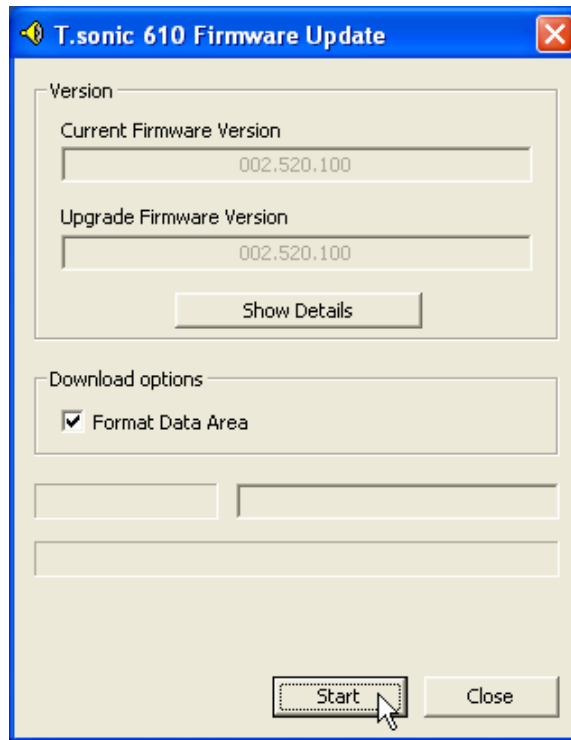 T.sonic 610 Firmware Update
Version
Current Firmware Version
002.520.100
Upgrade Firmware Version
002.520.100
Show Details
Download options
Format Data Area
Start
Close